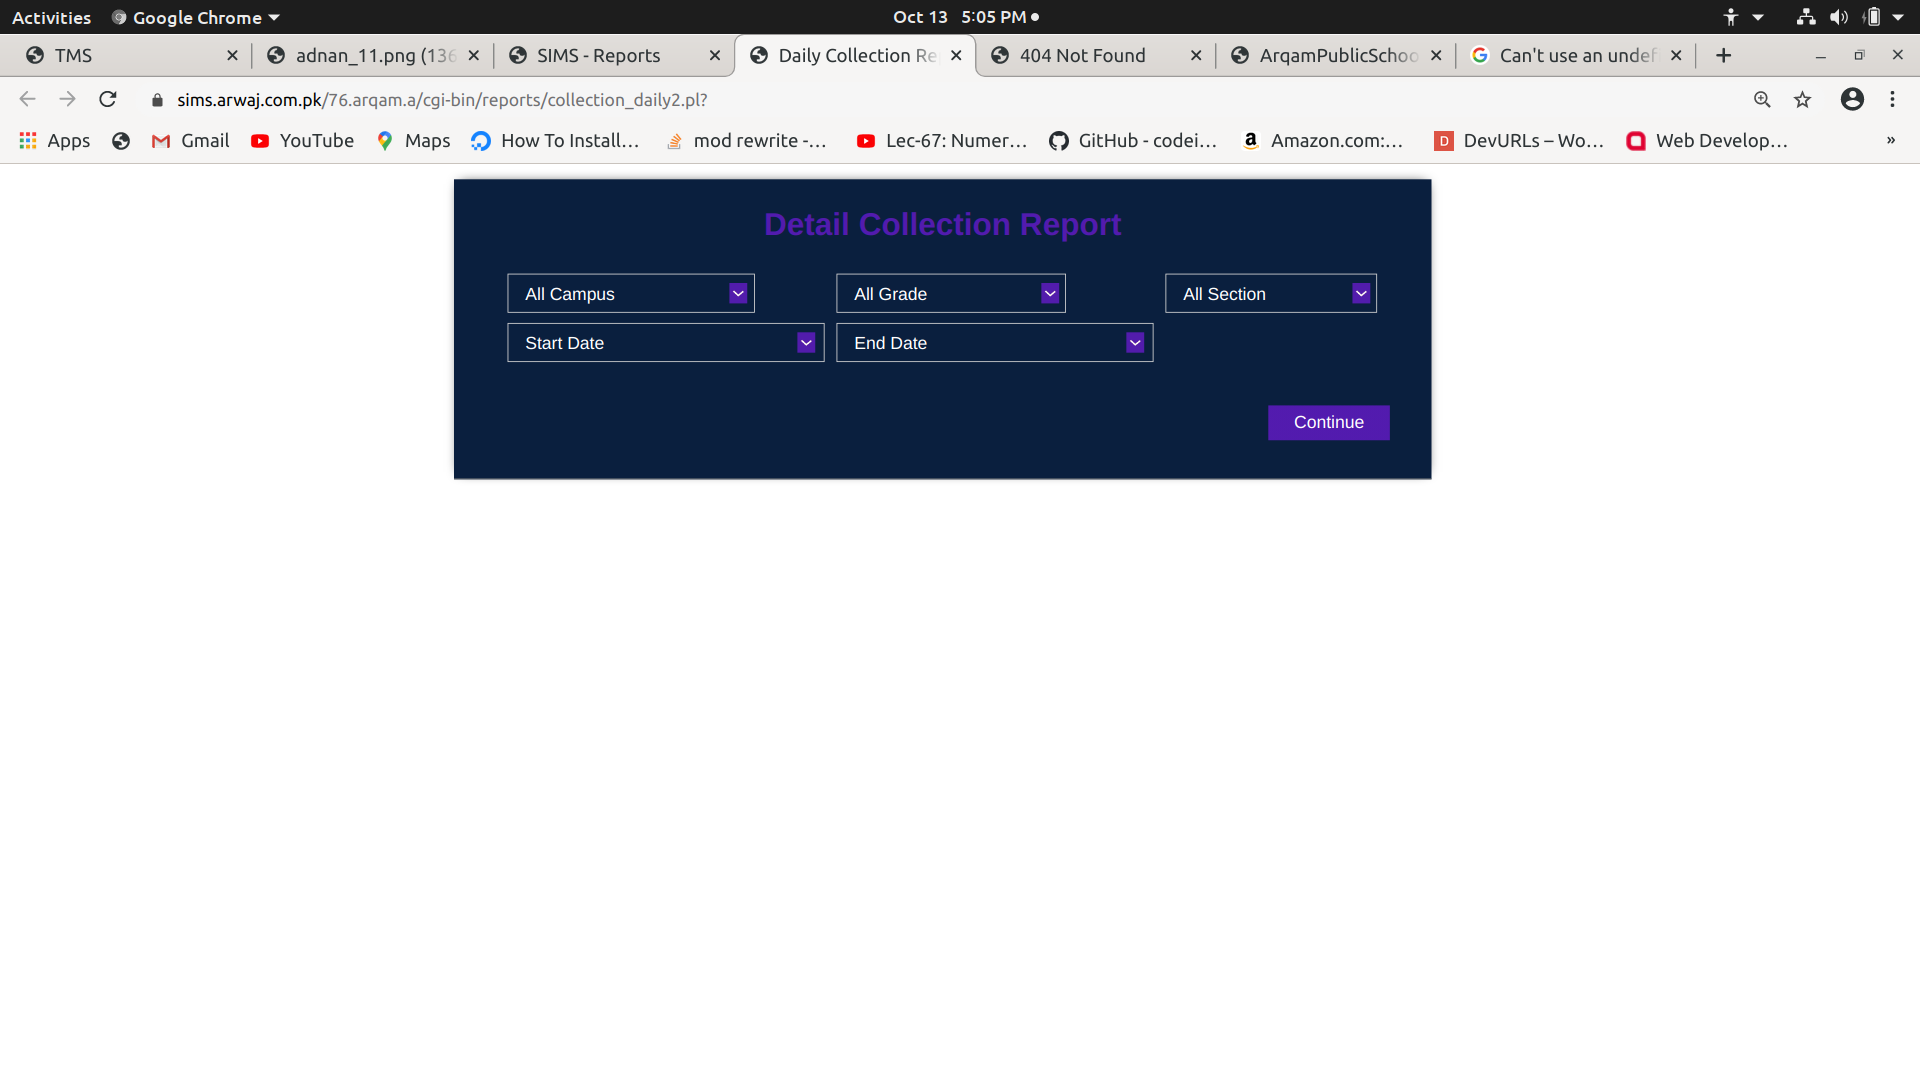 Activities Google Chrome Oct 13 5:05 PM
TMS adnan_11.png (136 SIMS - Reports Daily Collection Re 404 Not Found ArqamPublicSchoo Can't use an undef
sims.arwaj.com.pk/76.arqam.a/cgi-bin/reports/collection_daily2.pl?
Apps Gmail YouTube Maps How To Install... mod rewrite -... Lec-67: Numer... GitHub - codei... Amazon.com:... DevURLs – Wo... Web Develop... »
Detail Collection Report
All Campus All Grade All Section
Start Date End Date
Continue